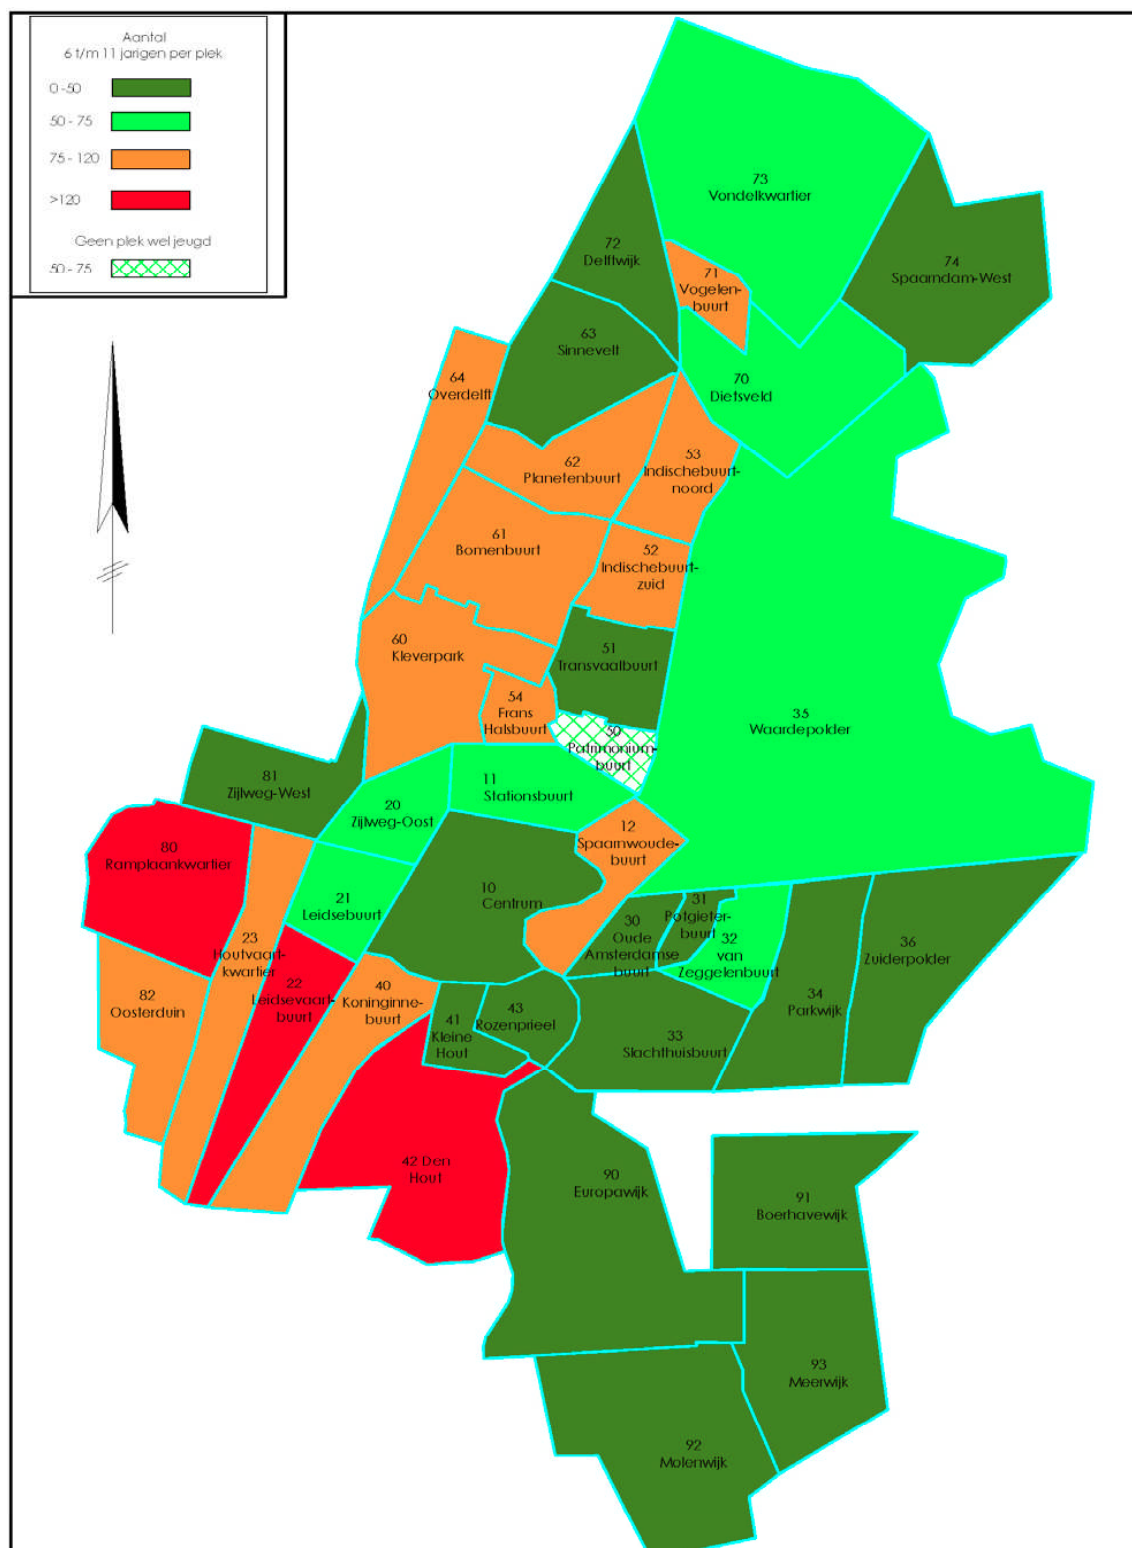 Aantal
6 t/m 11 jarigen per plek
0 -50
50 - 75
75 - 120
>120
Geen plek wel jeugd
50 - 75
73
Vondelkwartier
72
Delftwijk
74
Spaarndam-West
71
Vogelen-
buurt
63
Sinnevelt
64
Overdelft
70
Dietsveld
62
Planetenbuurt
53
Indischebuurt-
noord
61
Bomenbuurt
52
Indischebuurt-
zuid
60
Kleverpark
51
Transvaalbuurt
54
Frans
Halsbuurt
50
Patrimonium-
buurt
35
Waardepolder
81
Zijlweg-West
11
Stationsbuurt
20
Zijlweg-Oost
12
Spaarnwoude-
buurt
80
Ramplaankwartier
10
Centrum
21
Leidsebuurt
31
Potgieter-
buurt
30
Oude
Amsterdamse
buurt
32
van
Zeggelenbuurt
36
Zuiderpolder
23
Houtvaart-
kwartier
82
Oosterduin
22
Leidsevaart-
buurt
40
Koninginne-
buurt
34
Parkwijk
41
Kleine
Hout
43
Rozenprieel
33
Slachthuisbuurt
42 Den
Hout
90
Europawijk
91
Boerhavewijk
93
Meerwijk
92
Molenwijk